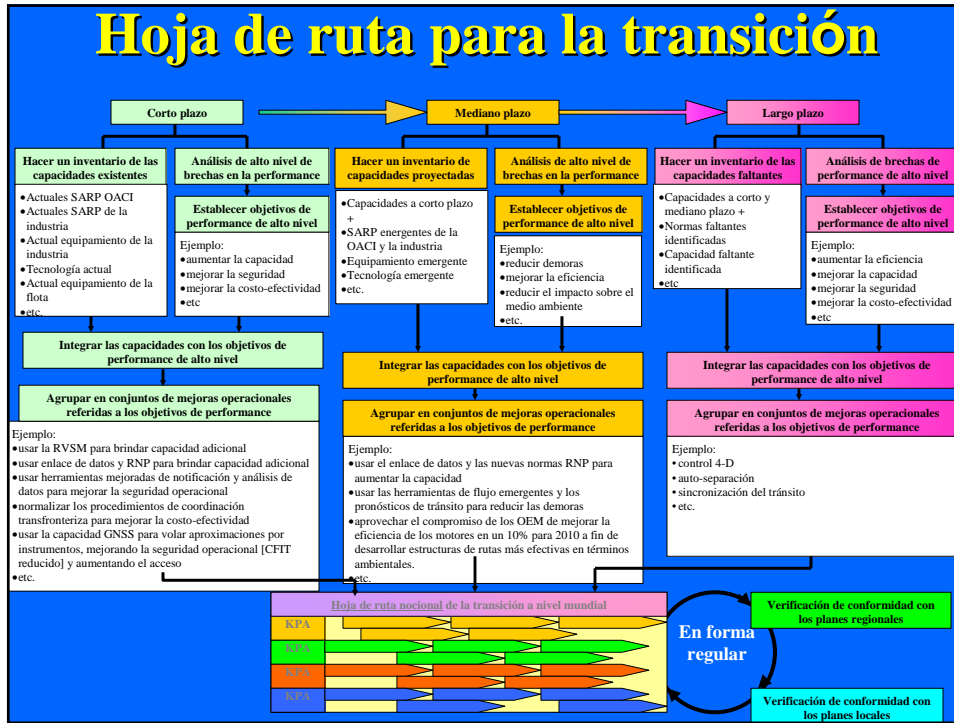 Hoja de ruta para la transición
Corto plazo
Mediano plazo
Largo plazo
Hacer un inventario de las
capacidades existentes
•Actuales SARP OACI
•Actuales SARP de la
industria
•Actual equipamiento de la
industria
•Tecnología actual
•Actual equipamiento de la
flota
•etc.
Análisis de alto nivel de
brechas en la performance
Establecer objetivos de
performance de alto nivel
Ejemplo:
•aumentar la capacidad
•mejorar la seguridad
•mejorar la costo-efectividad
•etc
Integrar las capacidades con los objetivos de
performance de alto nivel
Agrupar en conjuntos de mejoras operacionales
referidas a los objetivos de performance
Ejemplo:
•usar la RVSM para brindar capacidad adicional
•usar enlace de datos y RNP para brindar capacidad adicional
•usar herramientas mejoradas de notificación y análisis de
datos para mejorar la seguridad operacional
•normalizar los procedimientos de coordinación
transfronteriza para mejorar la costo-efectividad
•usar la capacidad GNSS para volar aproximaciones por
instrumentos, mejorando la seguridad operacional [CFIT
reducido] y aumentando el acceso
•etc.
Hacer un inventario de
capacidades proyectadas
•Capacidades a corto plazo
+
•SARP energentes de la
OACI y la industria
•Equipamiento emergente
•Tecnología emergente
•etc.
Análisis de alto nivel de
brechas en la performance
Establecer objetivos de
performance de alto nivel
Ejemplo:
•reducir demoras
•mejorar la eficiencia
•reducir el impacto sobre el
medio ambiente
•etc.
Integrar las capacidades con los objetivos de
performance de alto nivel
Agrupar en conjuntos de mejoras operacionales
referidas a los objetivos de performance
Ejemplo:
•usar el enlace de datos y las nuevas normas RNP para
aumentar la capacidad
•usar las herramientas de flujo emergentes y los
pronósticos de tránsito para reducir las demoras
•aprovechar el compromiso de los OEM de mejorar la
eficiencia de los motores en un 10% para 2010 a fin de
desarrollar estructuras de rutas más efectivas en términos
ambientales.
•etc.
Hacer un inventario de las
capacidades faltantes
•Capacidades a corto y
mediano plazo +
•Normas faltantes
identificadas
•Capacidad faltante
identificada
•etc
Análisis de brechas de
performance de alto nivel
Establecer objetivos de
performance de alto nivel
Ejemplo:
•aumentar la eficiencia
•mejorar la capacidad
•mejorar la seguridad
•mejorar la costo-efectividad
•etc
Integrar las capacidades con los objetivos de
performance de alto nivel
Agrupar en conjuntos de mejoras operacionales
referidas a los objetivos de performance
Ejemplo:
• control 4-D
• auto-separación
• sincronización del tránsito
• etc.
Hoja de ruta nocional de la transición a nivel mundial
KPA
KPA
KPA
KPA
En forma
regular
Verificación de conformidad con
los planes regionales
Verificación de conformidad con
los planes locales